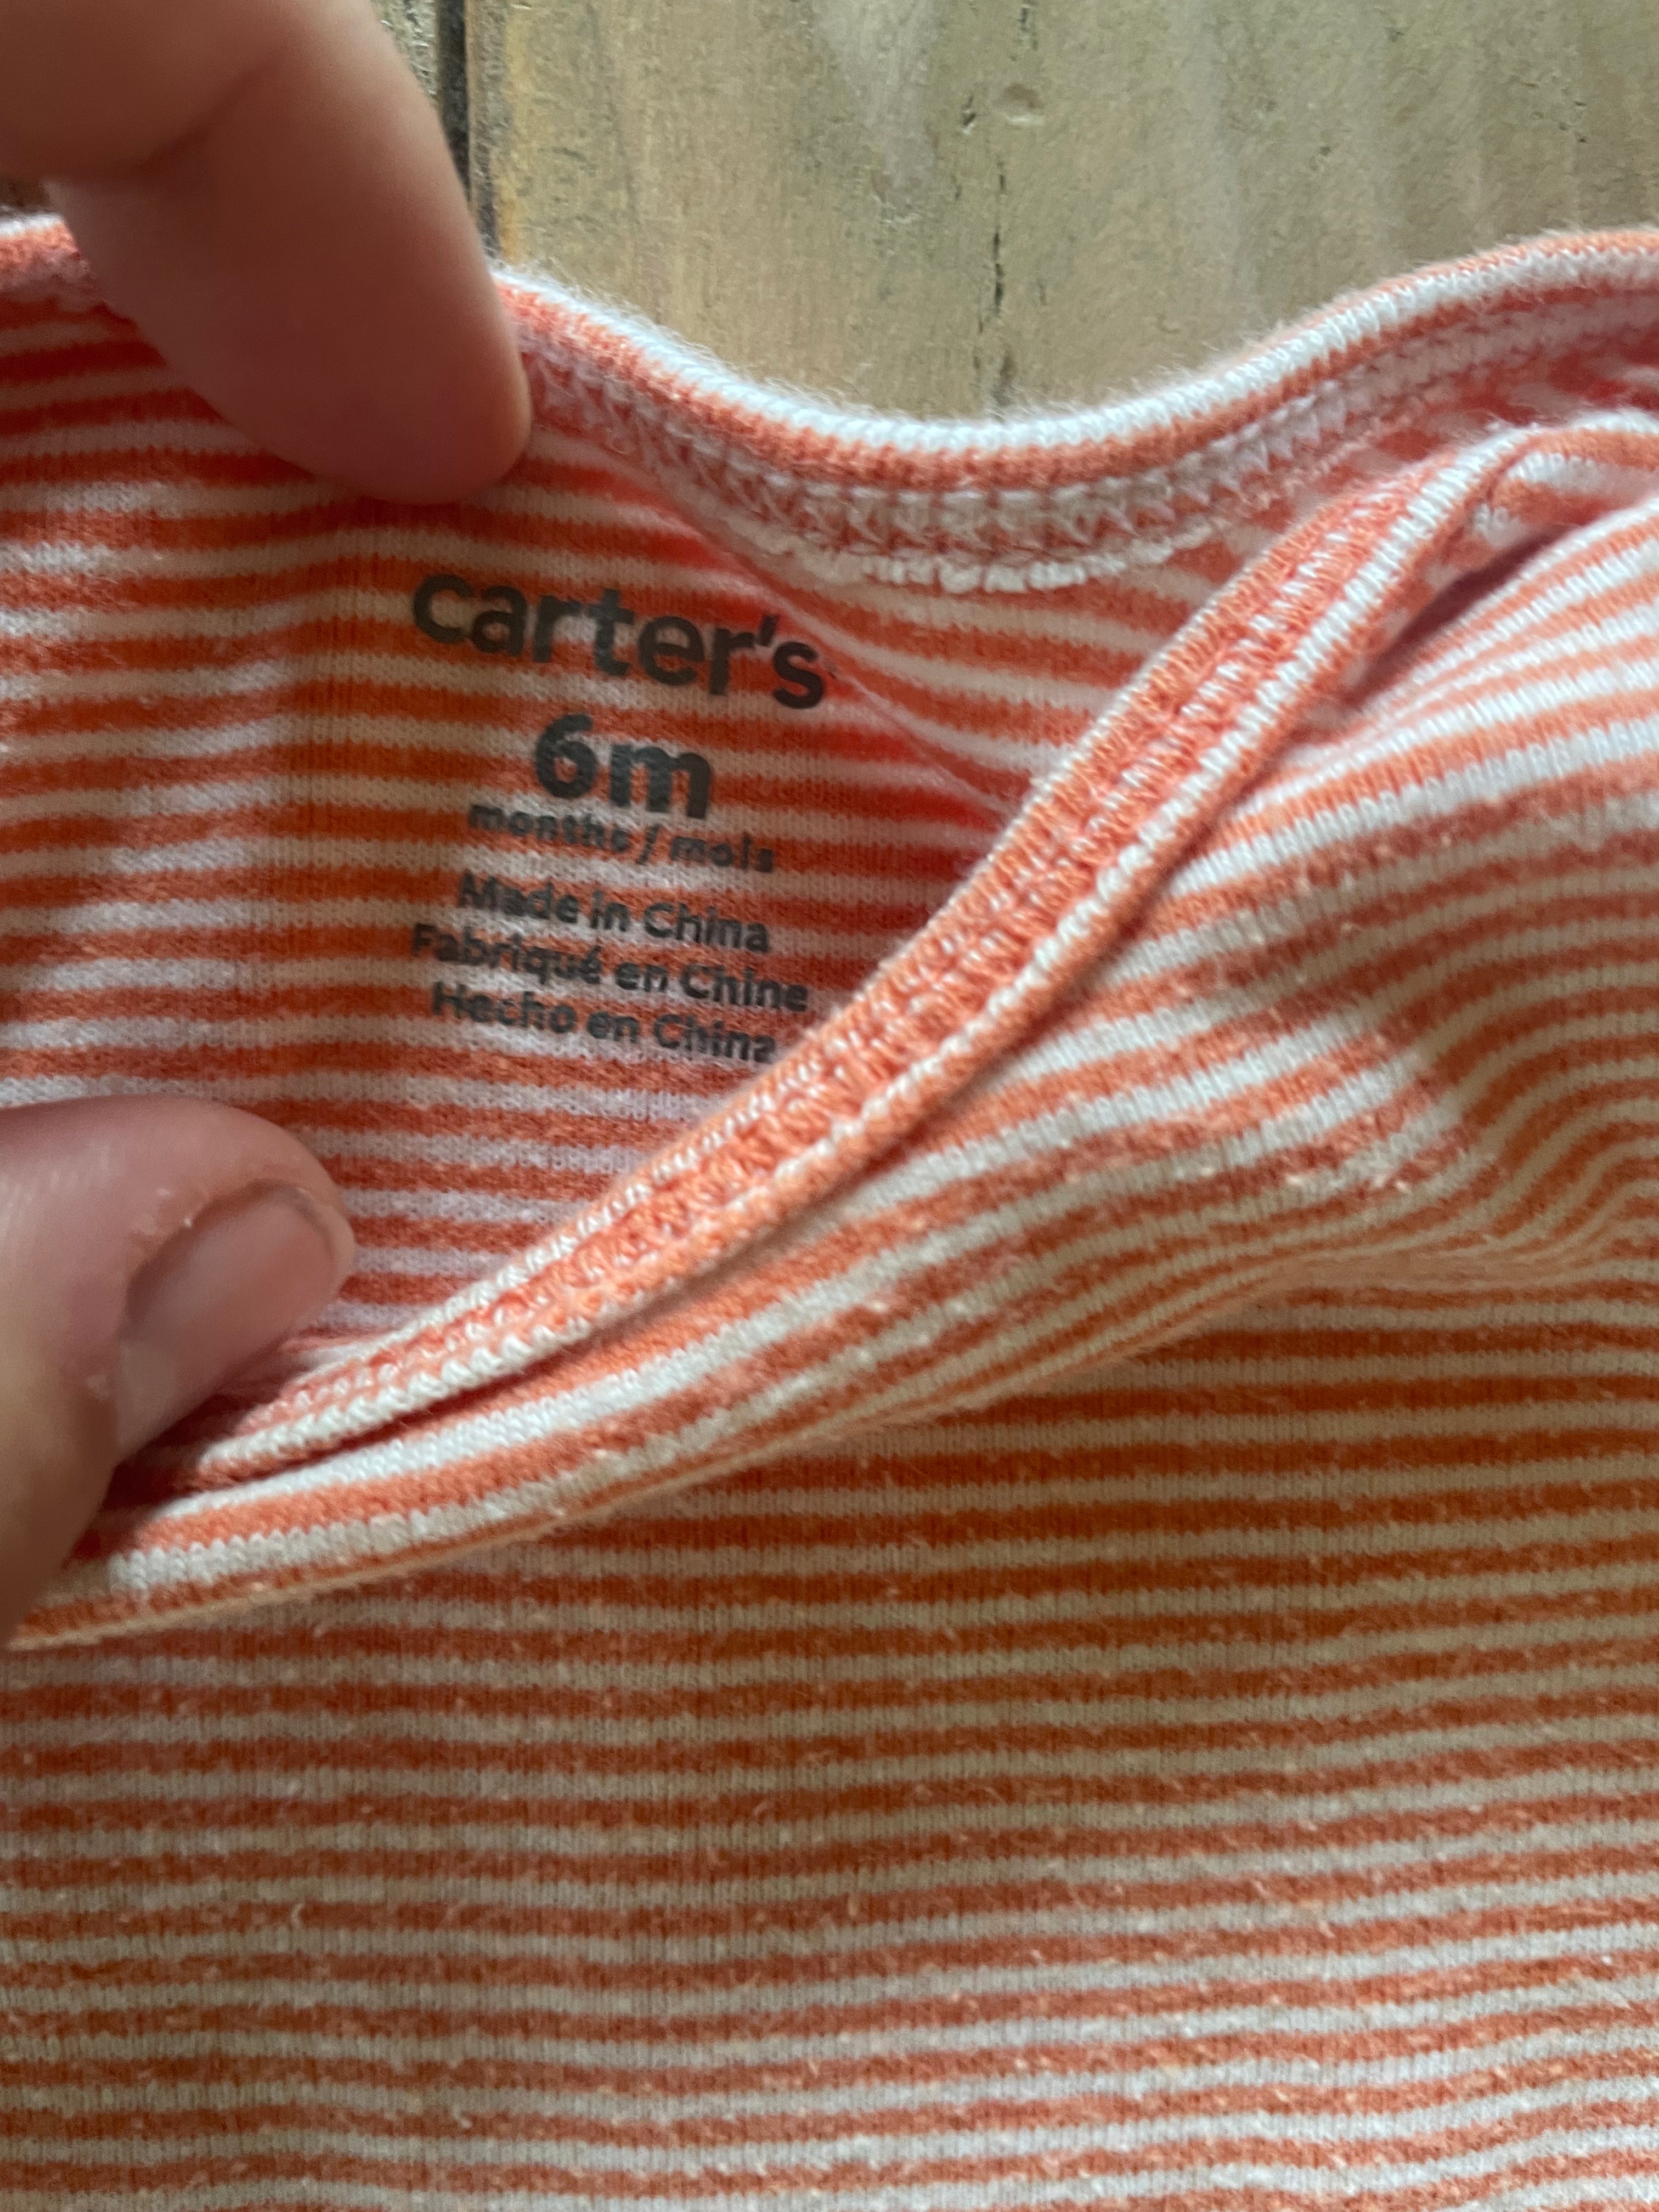 carter's
6m
months / mois
Made in China
Fabriqué en Chine
Hecho en China